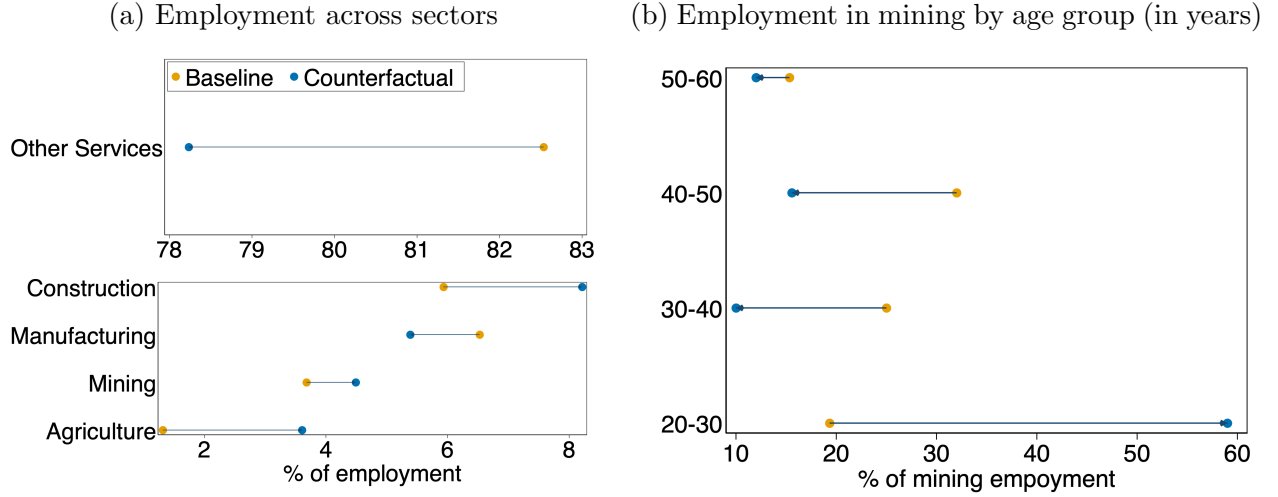 (a) Employment across sectors
Baseline Counterfactual
Other Services
78 79 80 81 82 83
Construction
Manufacturing
Mining
Agriculture
2 4 6 8
% of employment
(b) Employment in mining by age group (in years)
50-60
40-50
30-40
20-30
10 20 30 40 50 60
% of mining empoyment